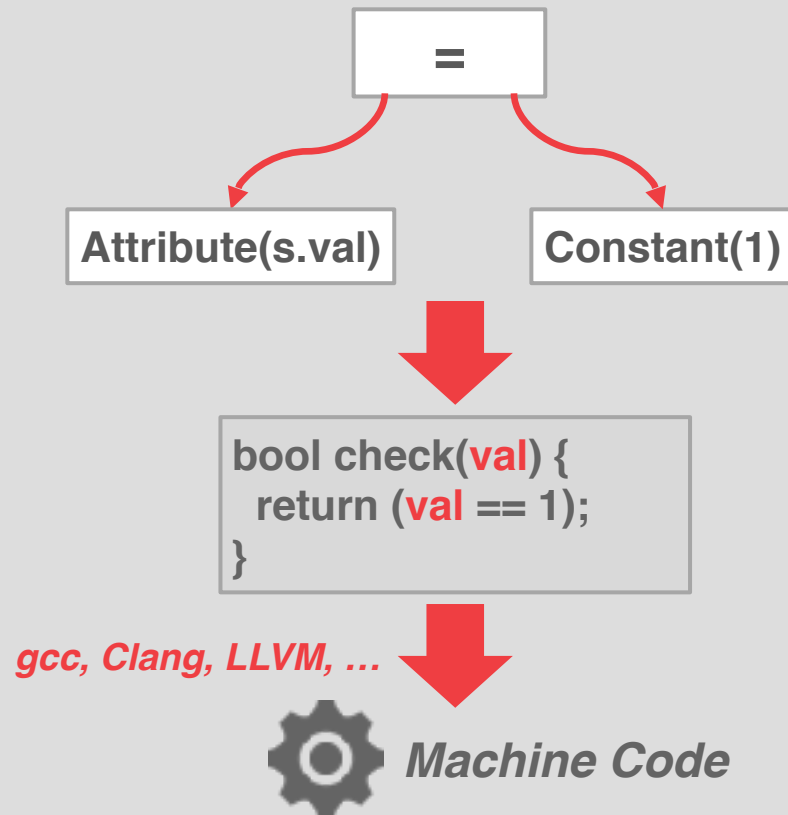 =
Attribute(s.val)
Constant(1)
bool check(val) {
return (val == 1);
}
gcc, Clang, LLVM, …
Machine Code